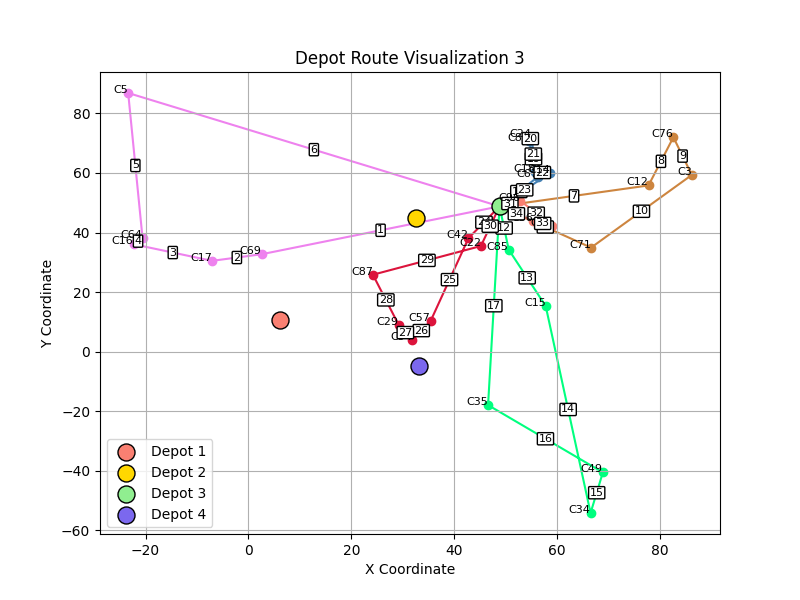 Depot Route Visualization 3
Y Coordinate
X Coordinate
80
60
40
20
0
−20
−40
−60
−20
0
20
40
60
80
C5
C76
C3
C12
C71
C64
C16
C17
C69
C42
C22
C85
C87
C29
C57
C15
C35
C49
C34
C24
1
2
3
4
5
6
7
8
9
10
12
13
14
15
16
17
20
21
22
23
25
26
27
28
29
30
31
32
33
34
Depot 1
Depot 2
Depot 3
Depot 4